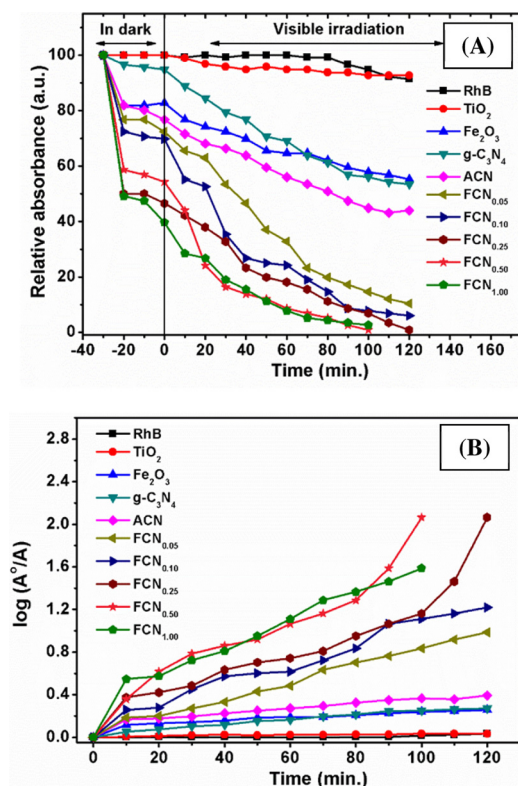 In dark
Visible irradiation
(A)
Relative absorbance (a.u.)
100
80
60
40
20
0
RhB
TiO₂
Fe₂O₃
g-C₃N₄
ACN
FCN₀.₀₅
FCN₀.₁₀
FCN₀.₂₅
FCN₀.₅₀
FCN₁.₀₀
-40 -20 0 20 40 60 80 100 120 140 160
Time (min.)
(B)
log (A°/A)
2.8
2.4
2.0
1.6
1.2
0.8
0.4
0.0
RhB
TiO₂
Fe₂O₃
g-C₃N₄
ACN
FCN₀.₀₅
FCN₀.₁₀
FCN₀.₂₅
FCN₀.₅₀
FCN₁.₀₀
0 20 40 60 80 100 120
Time (min.)